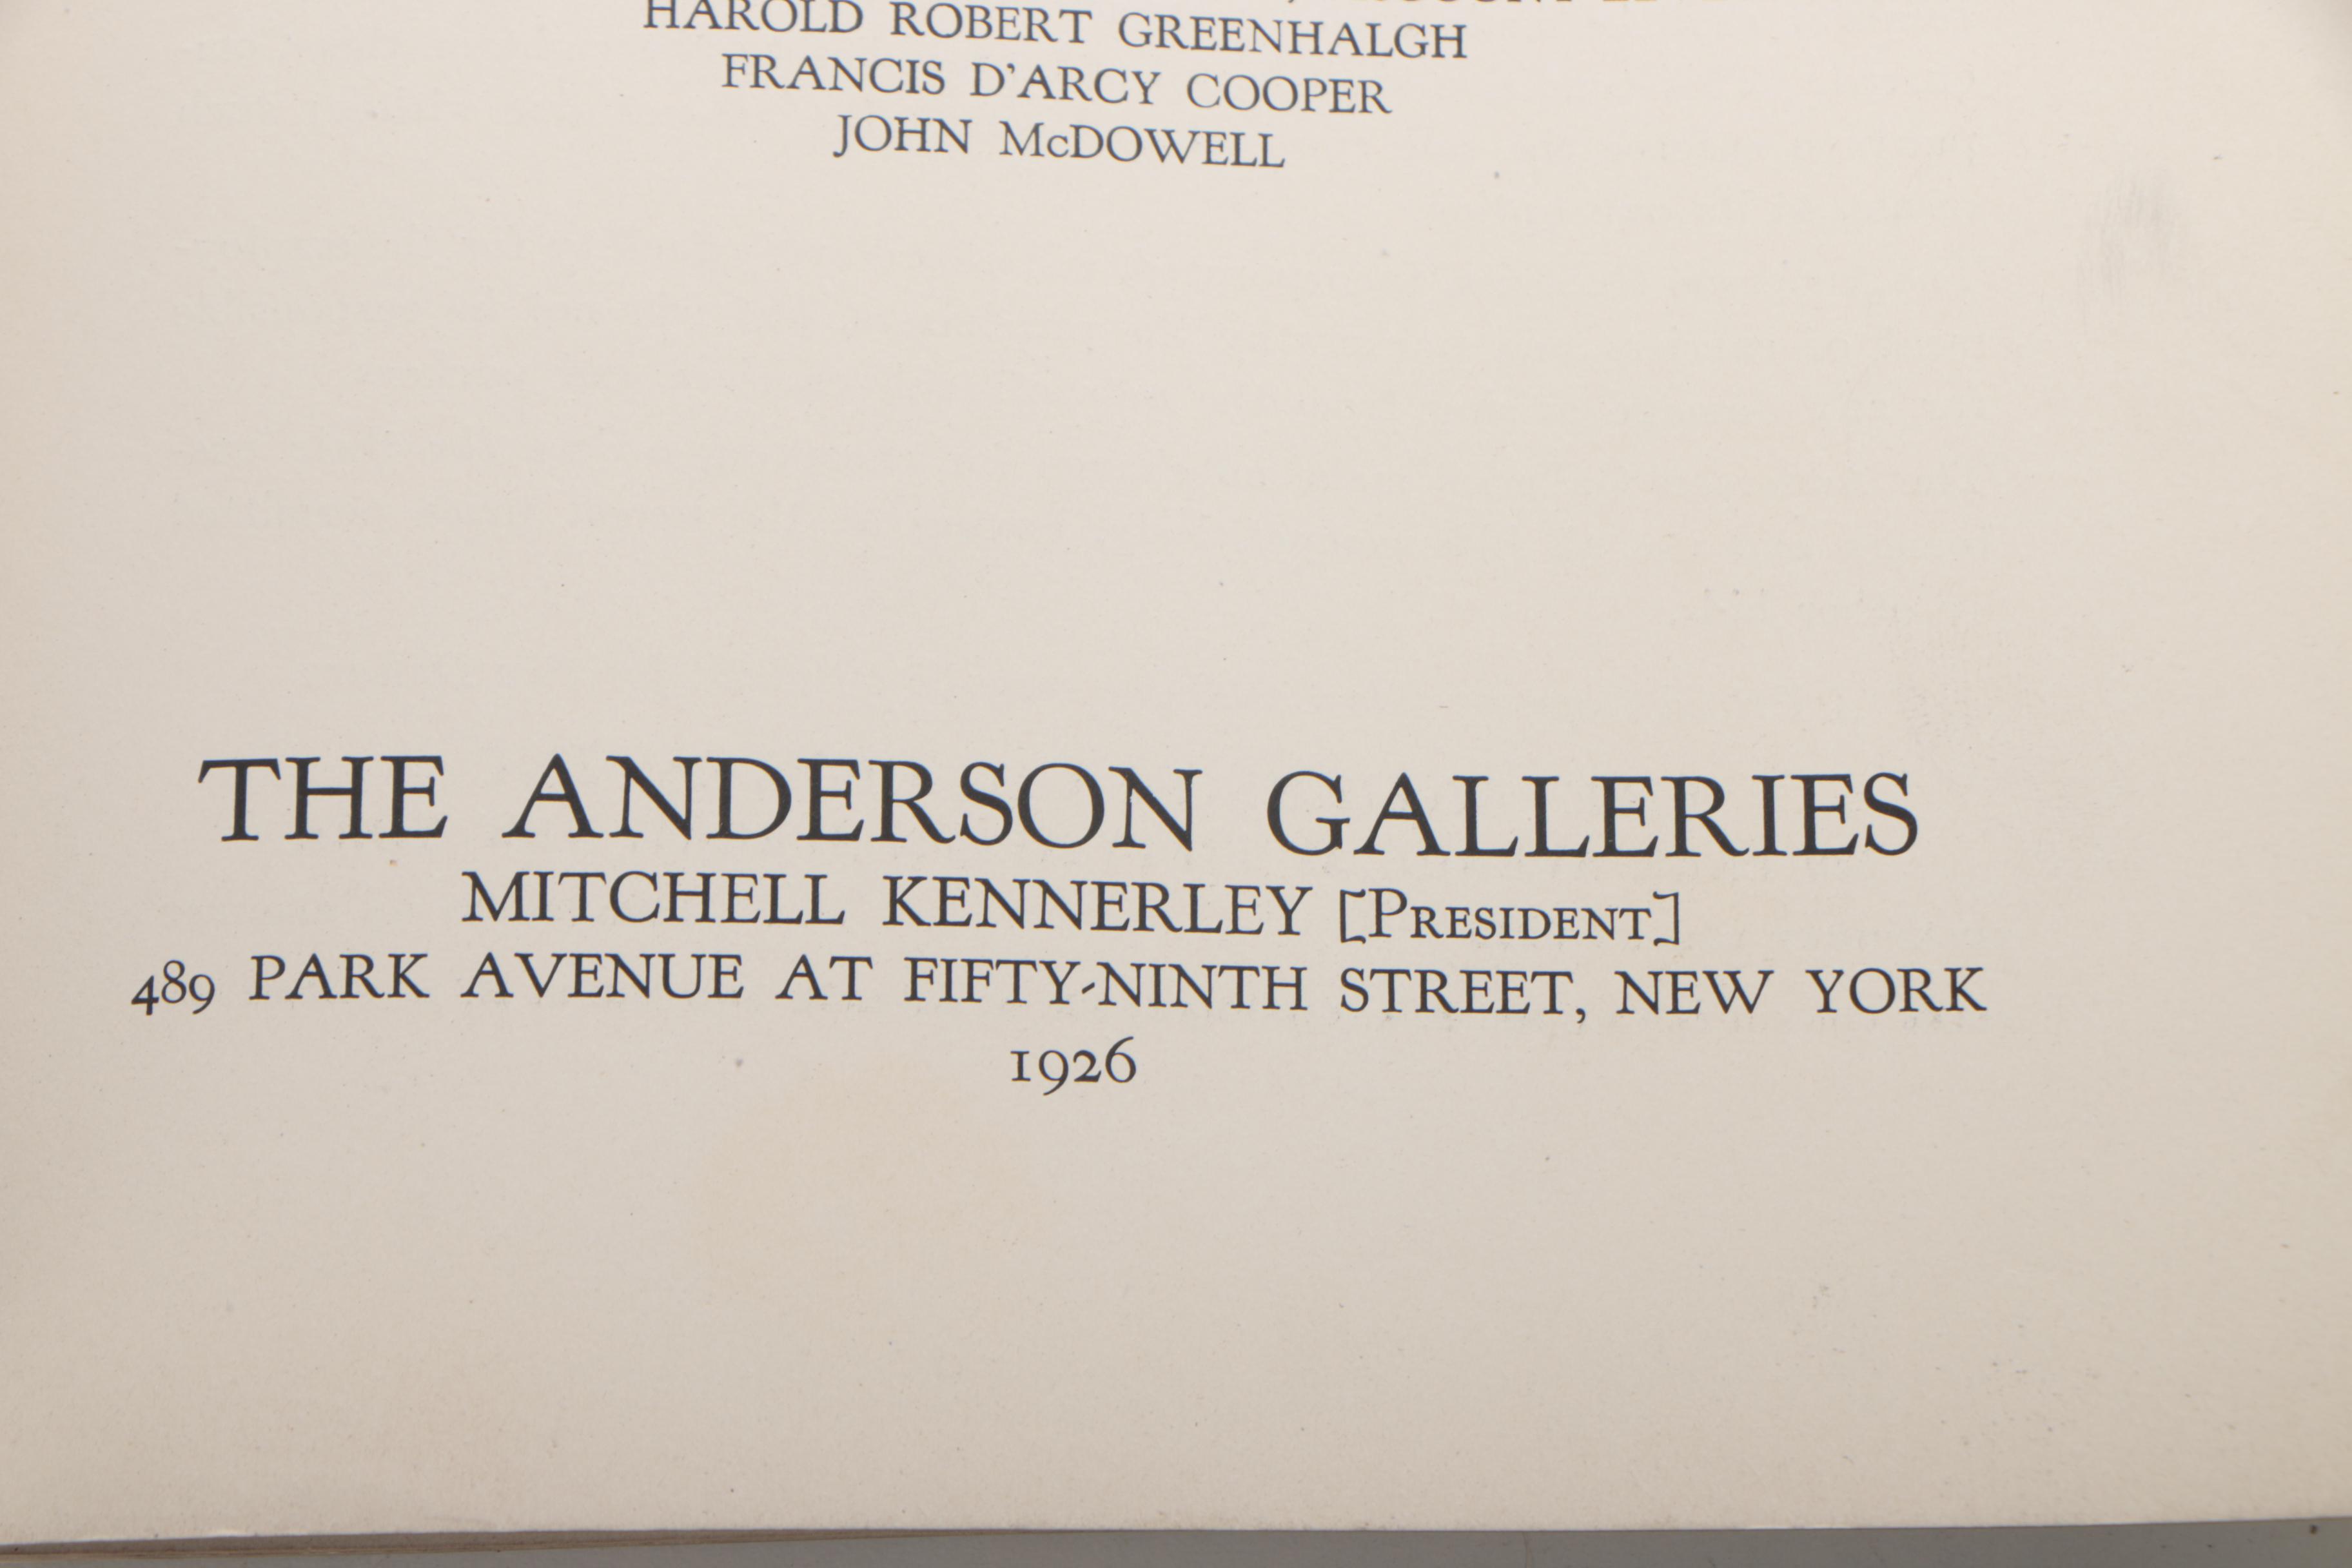 HAROLD ROBERT GREENHALGH
FRANCIS D'ARCY COOPER
JOHN McDOWELL
THE ANDERSON GALLERIES
MITCHELL KENNERLEY [PRESIDENT]
489 PARK AVENUE AT FIFTY-NINTH STREET, NEW YORK
1926